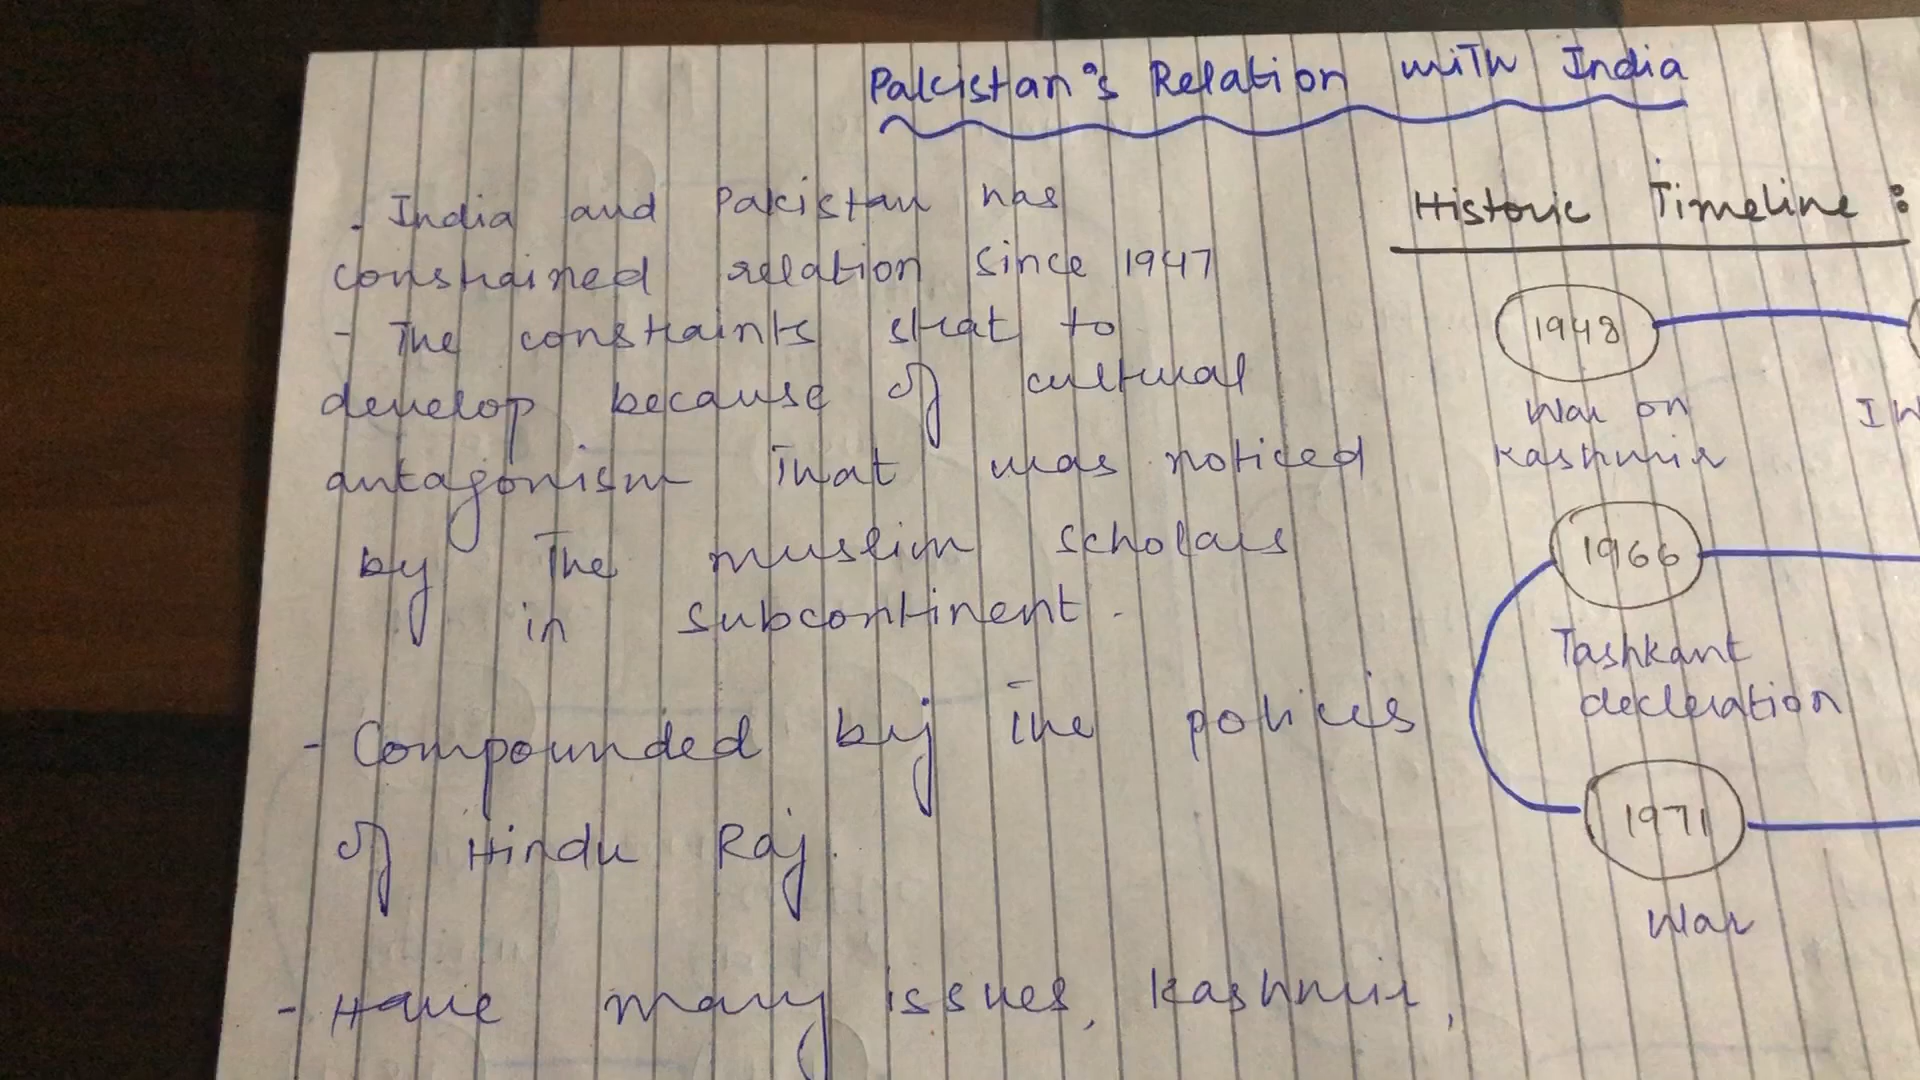 Pakistan's Relation with India
. India and Pakistan has
constrained relation since 1947
- The constraints strat to
develop because of cultural
antagonism That was noticed
by The muslim scholars
in subcontinent.
- Compounded by the policies
of Hindu Raj.
- Have many issues, Kashmir,
Historic Timeline:
1948
War on
Kashmir
1966
Tashkant
decleration
1971
War